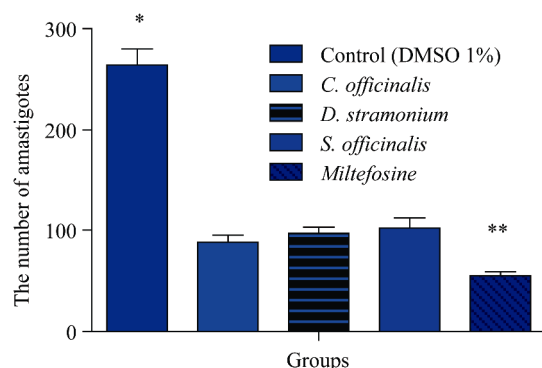 *
300
200
100
0
The number of amastigotes
Control (DMSO 1%)
C. officinalis
D. stramonium
S. officinalis
Miltefosine
**
Groups